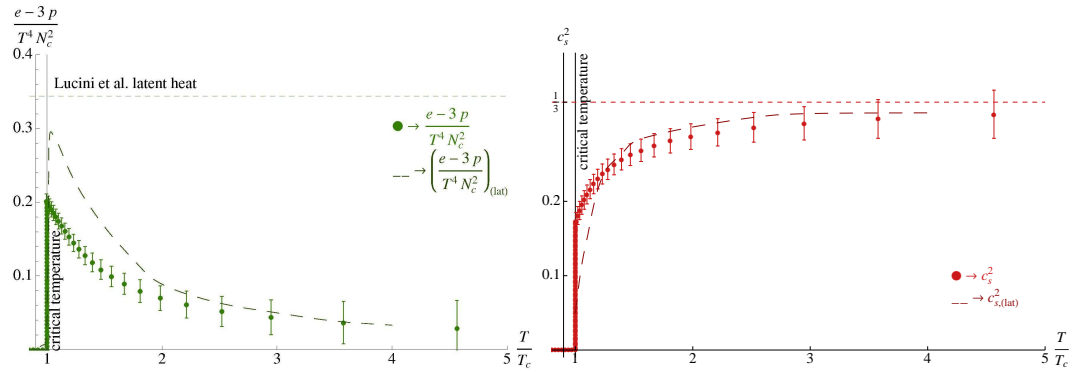 e − 3 p
T⁴ N_c²
0.4
Lucini et al. latent heat
0.3
● → e − 3 p
T⁴ N_c²
__ → (e − 3 p
T⁴ N_c²)(lat)
0.2
0.1
critical temperature
1
2
3
4
5
T
T_c
c_s²
critical temperature
1
3
0.2
0.1
● → c_s²
__ → c²_s,(lat)
1
2
3
4
5
T
T_c